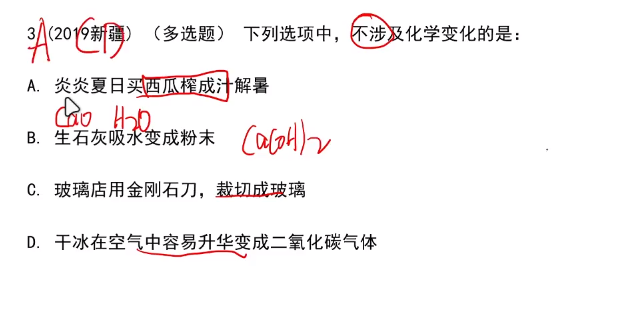 3.(2019新疆)（多选题）下列选项中，不涉及化学变化的是：
A CD
A. 炎炎夏日买西瓜榨成汁解暑
CaO H₂O
B. 生石灰吸水变成粉末 Ca(OH)₂
C. 玻璃店用金刚石刀，裁切成玻璃
D. 干冰在空气中容易升华变成二氧化碳气体